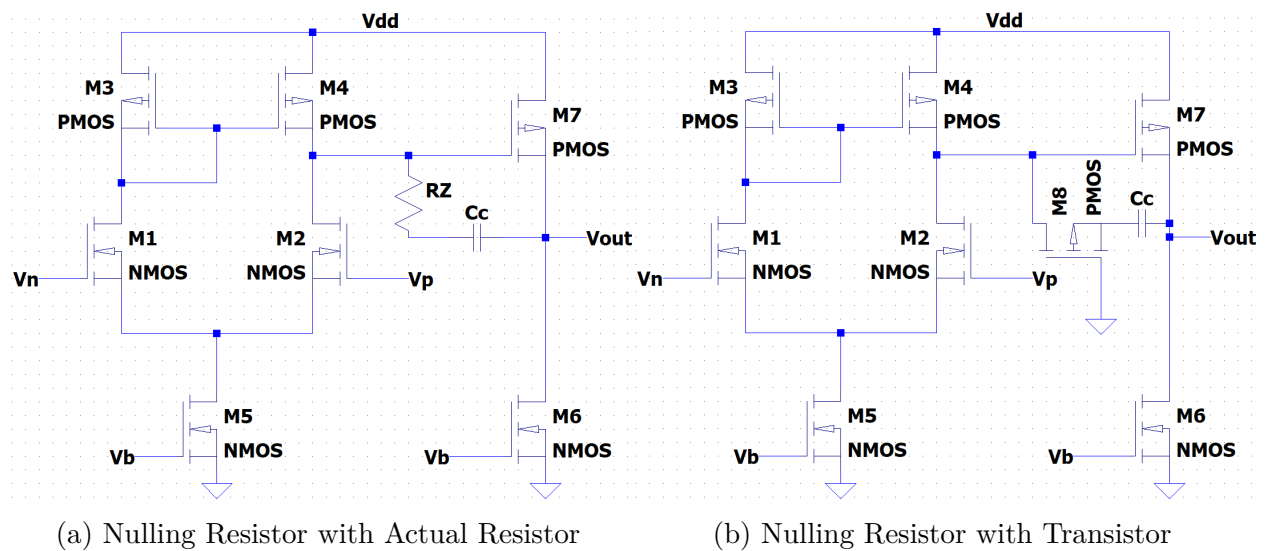 Vdd
M3
PMOS
M4
PMOS
M7
PMOS
RZ
Cc
M1
NMOS
M2
NMOS
Vn
Vp
Vout
M5
NMOS
Vb
M6
NMOS
Vb
(a) Nulling Resistor with Actual Resistor
Vdd
M3
PMOS
M4
PMOS
M7
PMOS
M8
PMOS
Cc
M1
NMOS
M2
NMOS
Vn
Vp
Vout
M5
NMOS
Vb
M6
NMOS
Vb
(b) Nulling Resistor with Transistor